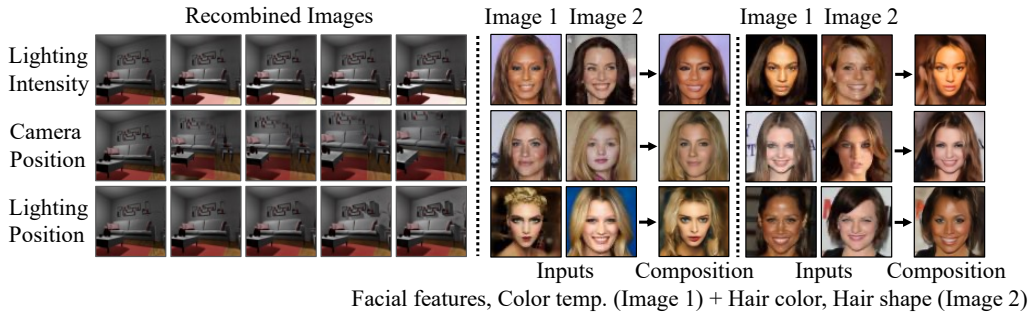 Recombined Images
Image 1 Image 2
Image 1 Image 2
Lighting
Intensity
Camera
Position
Lighting
Position
Inputs
Composition
Inputs
Composition
Facial features, Color temp. (Image 1) + Hair color, Hair shape (Image 2)